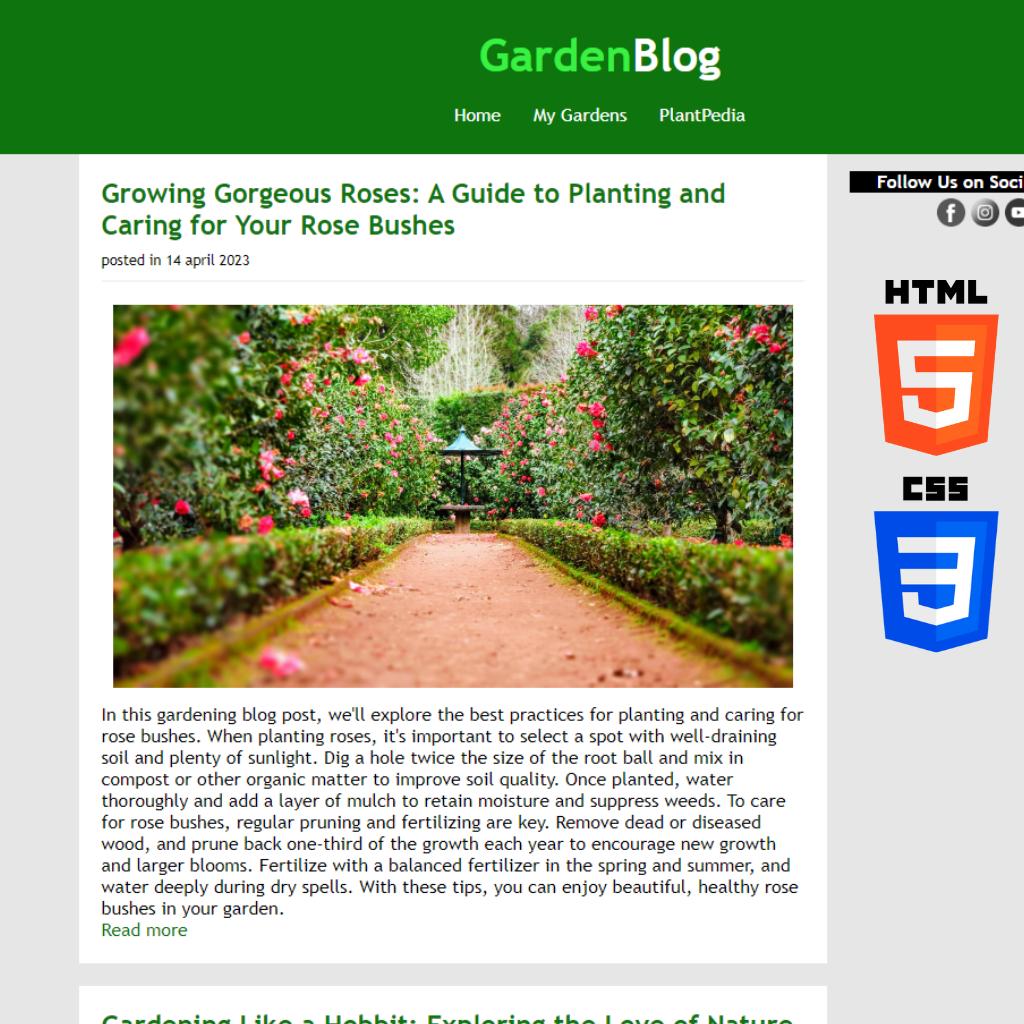 GardenBlog
Home My Gardens PlantPedia
Growing Gorgeous Roses: A Guide to Planting and
Caring for Your Rose Bushes
posted in 14 april 2023
In this gardening blog post, we'll explore the best practices for planting and caring for
rose bushes. When planting roses, it's important to select a spot with well-draining
soil and plenty of sunlight. Dig a hole twice the size of the root ball and mix in
compost or other organic matter to improve soil quality. Once planted, water
thoroughly and add a layer of mulch to retain moisture and suppress weeds. To care
for rose bushes, regular pruning and fertilizing are key. Remove dead or diseased
wood, and prune back one-third of the growth each year to encourage new growth
and larger blooms. Fertilize with a balanced fertilizer in the spring and summer, and
water deeply during dry spells. With these tips, you can enjoy beautiful, healthy rose
bushes in your garden.
Read more
Gardening Like a Hobbit: Exploring the Love of Nature
Follow Us on Soci
HTML
5
CSS
3